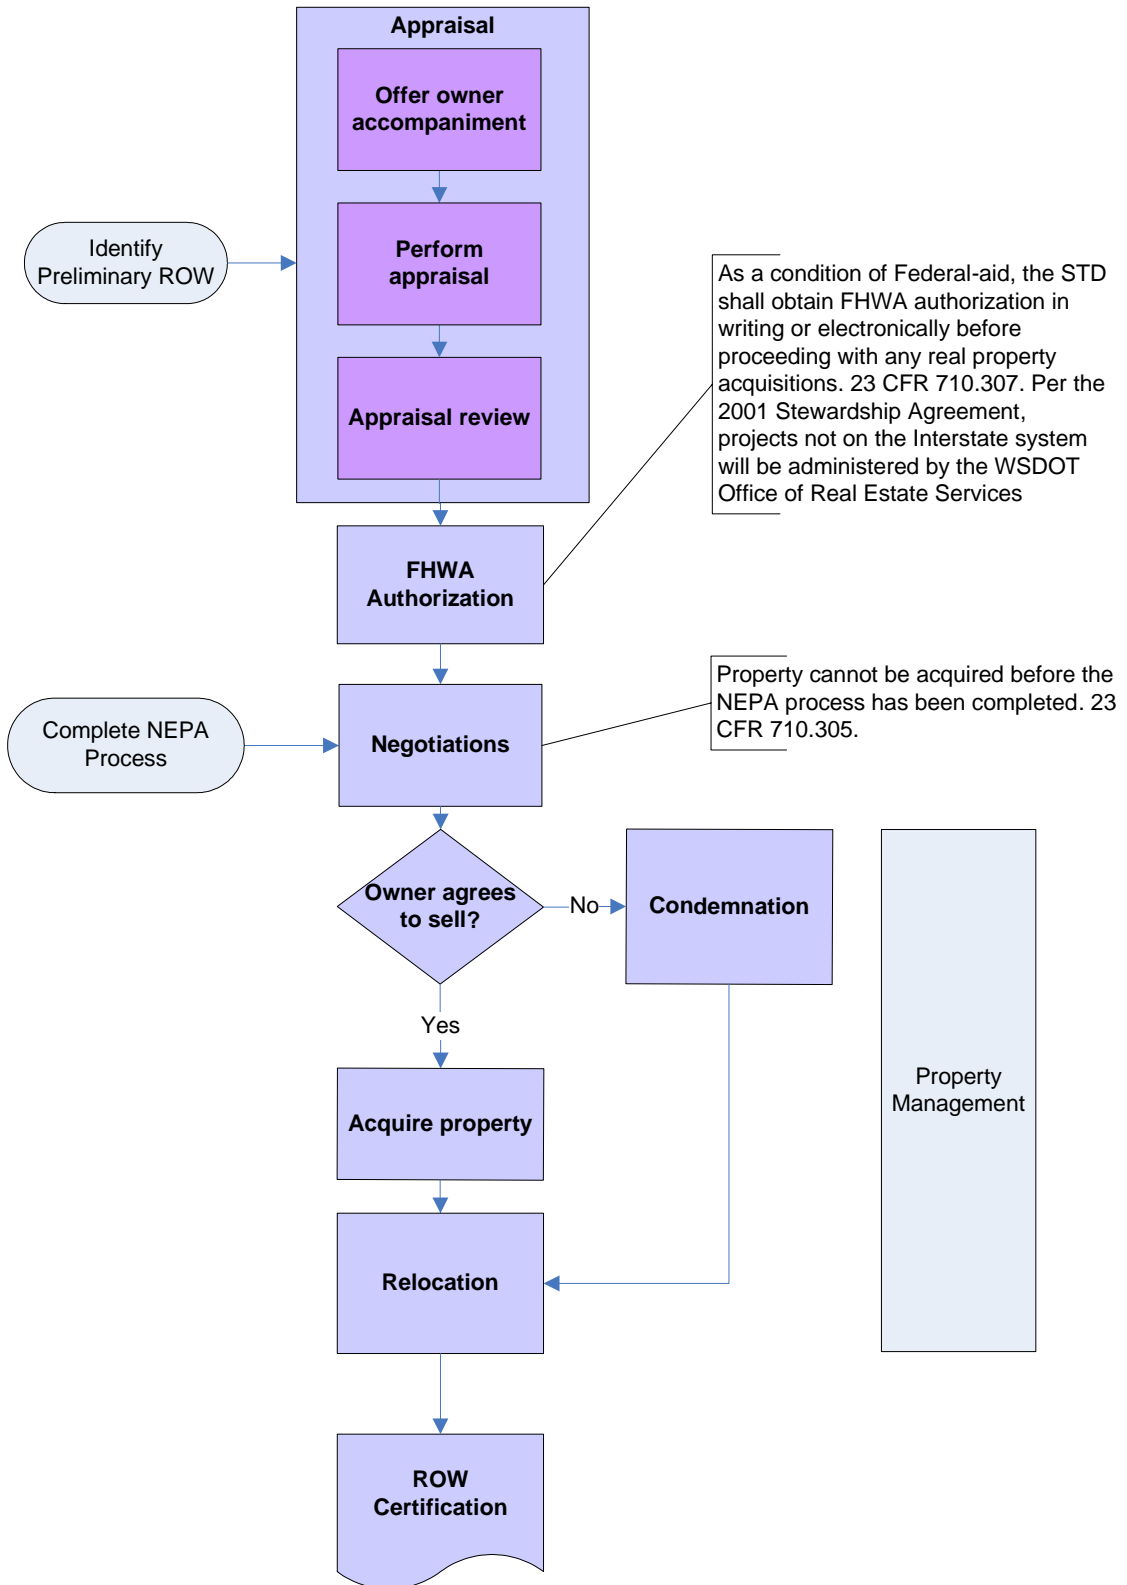 Appraisal
Offer owner
accompaniment
Identify
Preliminary ROW
Perform
appraisal
Appraisal review
As a condition of Federal-aid, the STD
shall obtain FHWA authorization in
writing or electronically before
proceeding with any real property
acquisitions. 23 CFR 710.307. Per the
2001 Stewardship Agreement,
projects not on the Interstate system
will be administered by the WSDOT
Office of Real Estate Services
FHWA
Authorization
Complete NEPA
Process
Negotiations
Property cannot be acquired before the
NEPA process has been completed. 23
CFR 710.305.
Owner agrees
to sell?
No
Condemnation
Yes
Acquire property
Property
Management
Relocation
ROW
Certification